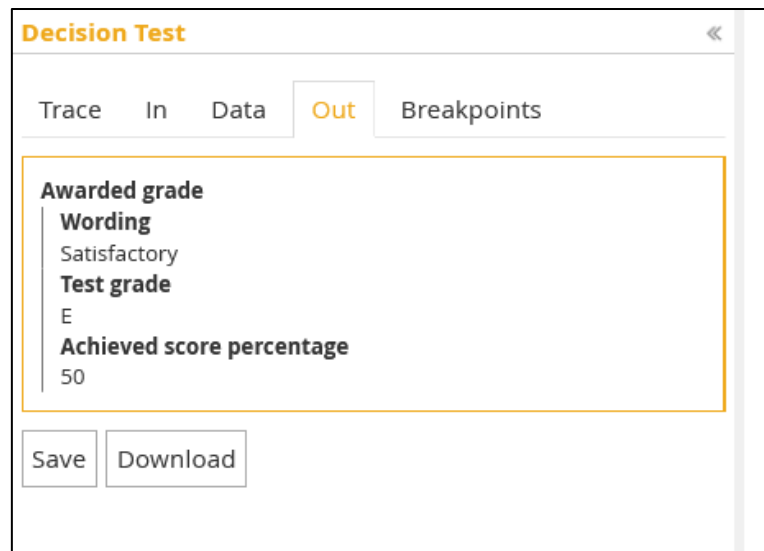 Decision Test «
Trace In Data Out Breakpoints
Awarded grade
Wording
Satisfactory
Test grade
E
Achieved score percentage
50
Save Download